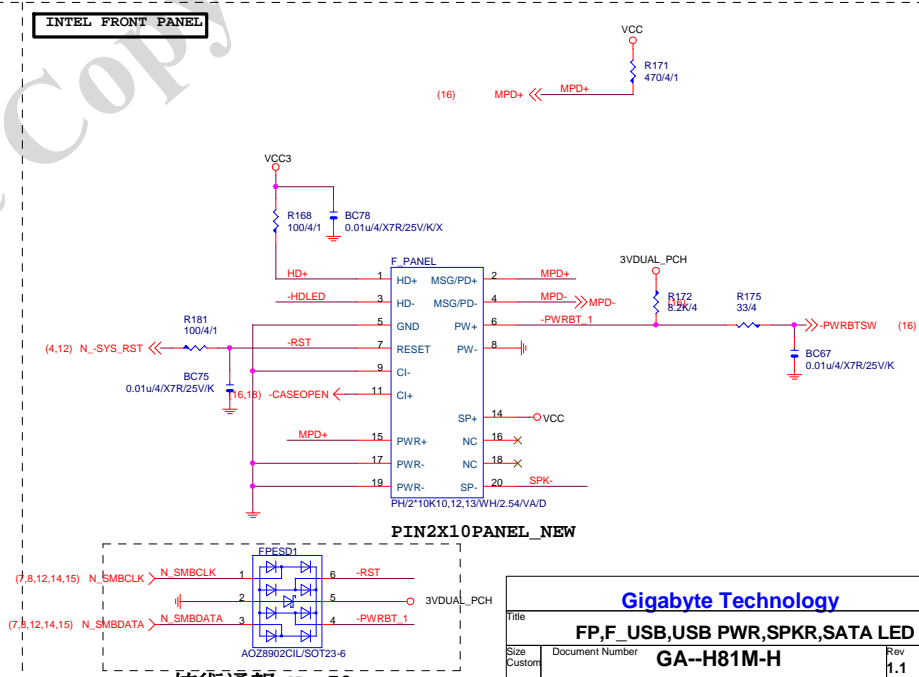 Copy
INTEL FRONT PANEL
VCC
R171
470/4/1
(16) MPD+ MPD+
VCC3
R168
100/4/1
BC78
0.01u/4/X7R/25V/K/X
F_PANEL
HD+ 1 HD+ MSG/PD+ 2 MPD+
-HDLED 3 HD- MSG/PD- 4 MPD- MPD-
5 GND PW+ 6 -PWRBT_1
-RST 7 RESET PW- 8
9 CI-
11 CI+
SP+ 14 VCC
MPD+ 15 PWR+ NC 16
17 PWR- NC 18
19 PWR- SP- 20 SPK-
PH/2*10K10,12,13/WH/2.54/VA/D
PIN2X10PANEL_NEW
3VDUAL_PCH
R172
8.2K/4
R175
33/4
-PWRBTSW (16)
BC67
0.01u/4/X7R/25V/K
R181
100/4/1
(4,12) N_-SYS_RST
BC75
0.01u/4/X7R/25V/K
(16,18) -CASEOPEN
FPESD1
(7,8,12,14,15) N_SMBCLK N_SMBCLK 1 6 -RST
2 5 3VDUAL_PCH
(7,8,12,14,15) N_SMBDATA N_SMBDATA 3 4 -PWRBT_1
AOZ8902CIL/SOT23-6
Gigabyte Technology
Title
FP,F_USB,USB PWR,SPKR,SATA LED
Size
Custom
Document Number
GA--H81M-H
Rev
1.1